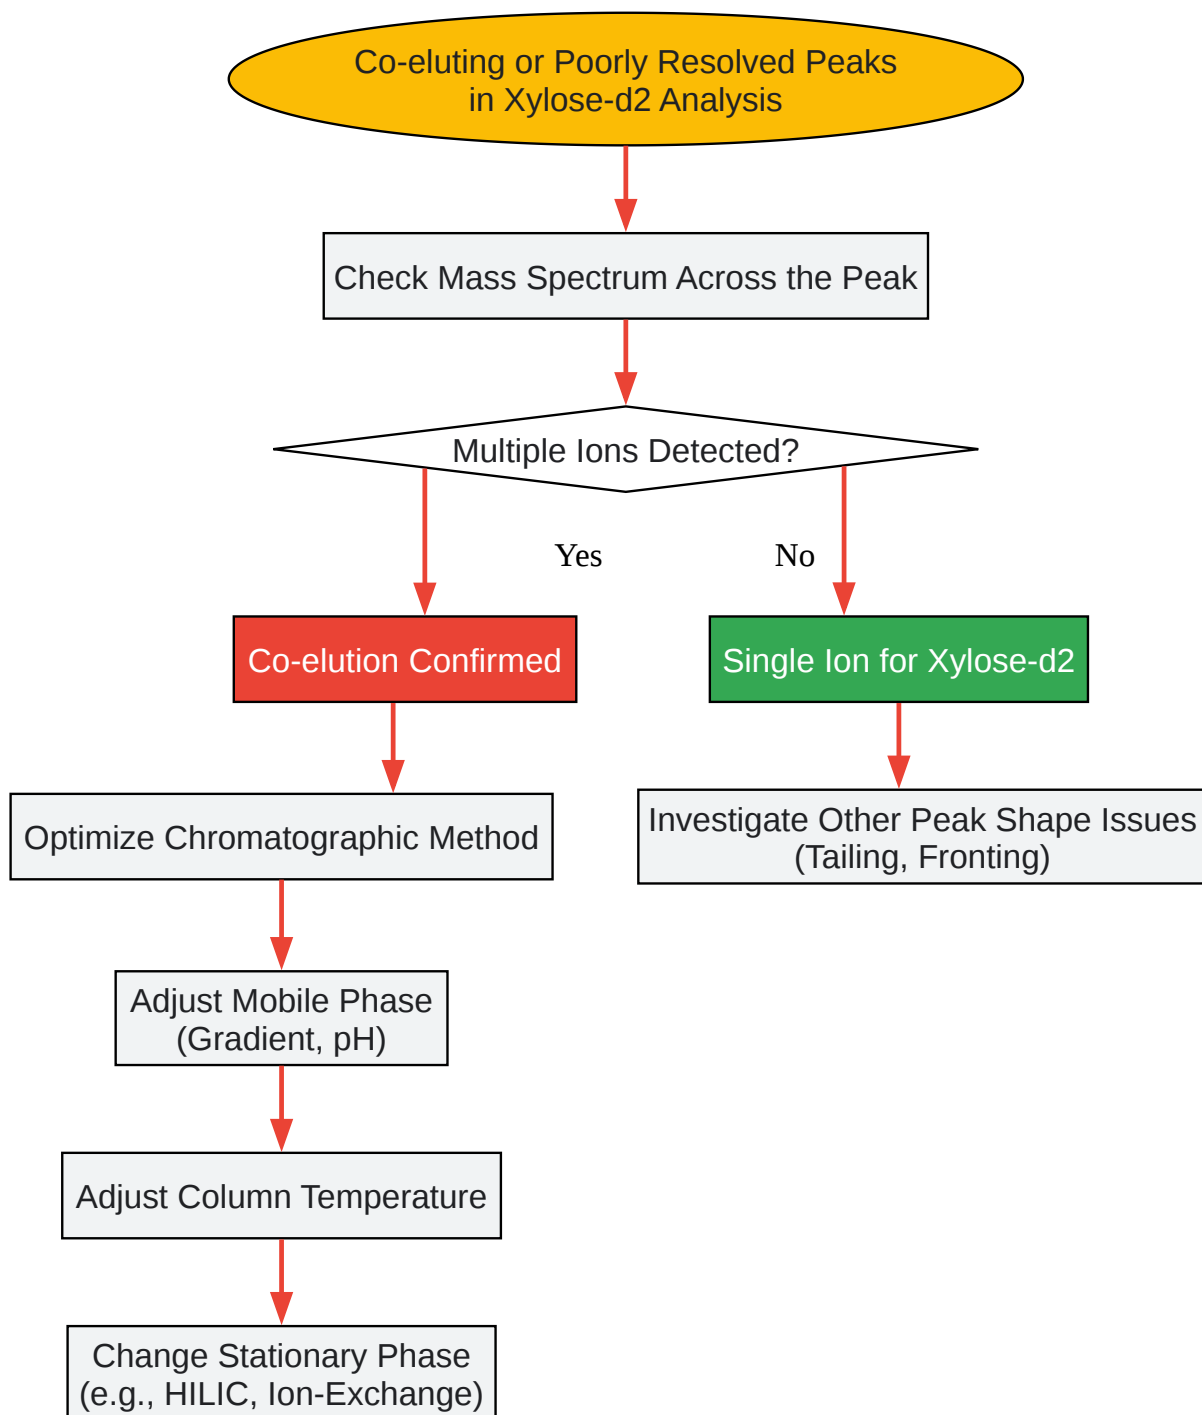 Co-eluting or Poorly Resolved Peaks
in Xylose-d2 Analysis
Check Mass Spectrum Across the Peak
Multiple Ions Detected?
Yes
No
Co-elution Confirmed
Single Ion for Xylose-d2
Optimize Chromatographic Method
Investigate Other Peak Shape Issues
(Tailing, Fronting)
Adjust Mobile Phase
(Gradient, pH)
Adjust Column Temperature
Change Stationary Phase
(e.g., HILIC, Ion-Exchange)